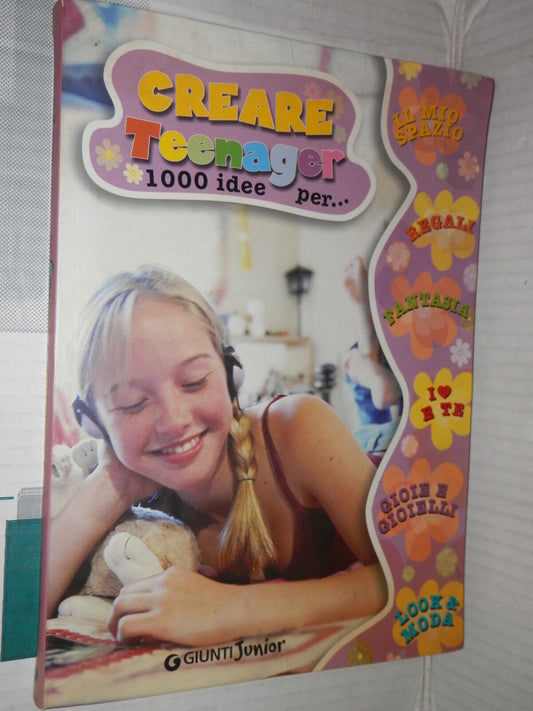 CREARE
Teenager
1000 idee per...
IL MIO
SPAZIO
REGALI
FANTASIA
I ♥
E TE
GIOIE E
GIOIELLI
LOOK &
MODA
GIUNTI Junior